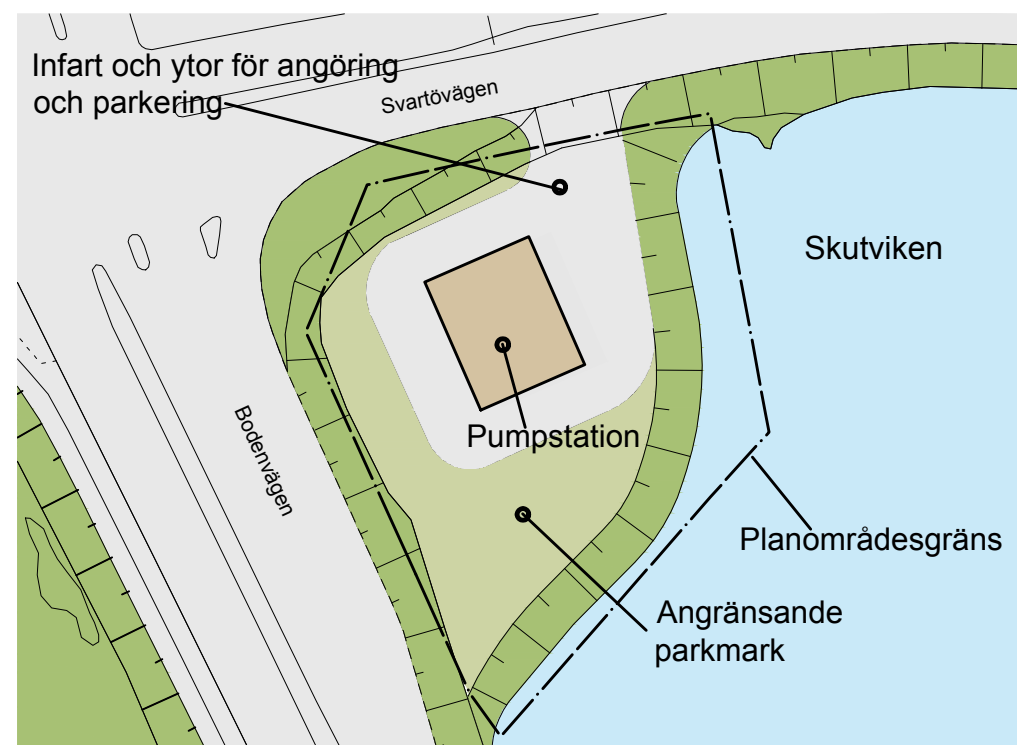 Infart och ytor för angöring
och parkering
Svartövägen
Skutviken
Bodenvägen
Pumpstation
Planområdesgräns
Angränsande
parkmark